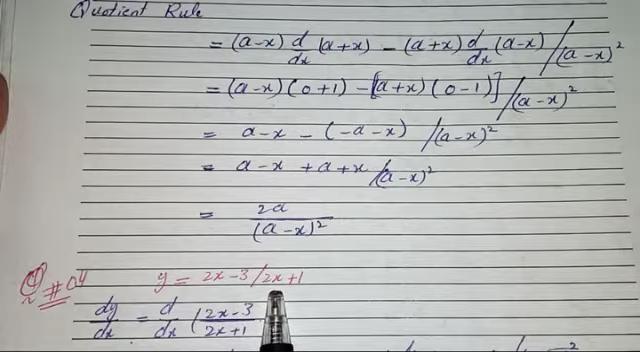 Quotient Rule
= (a-x) d/dx (a+x) - (a+x) d/dx (a-x) / (a-x)²
= (a-x) (0+1) - [a+x) (0-1)] / (a-x)²
= a-x - (-a-x) / (a-x)²
= a-x +a+x / (a-x)²
= 2a / (a-x)²
Q#04 y = 2x-3/2x+1
dy/dx = d/dx (2x-3 / 2x+1